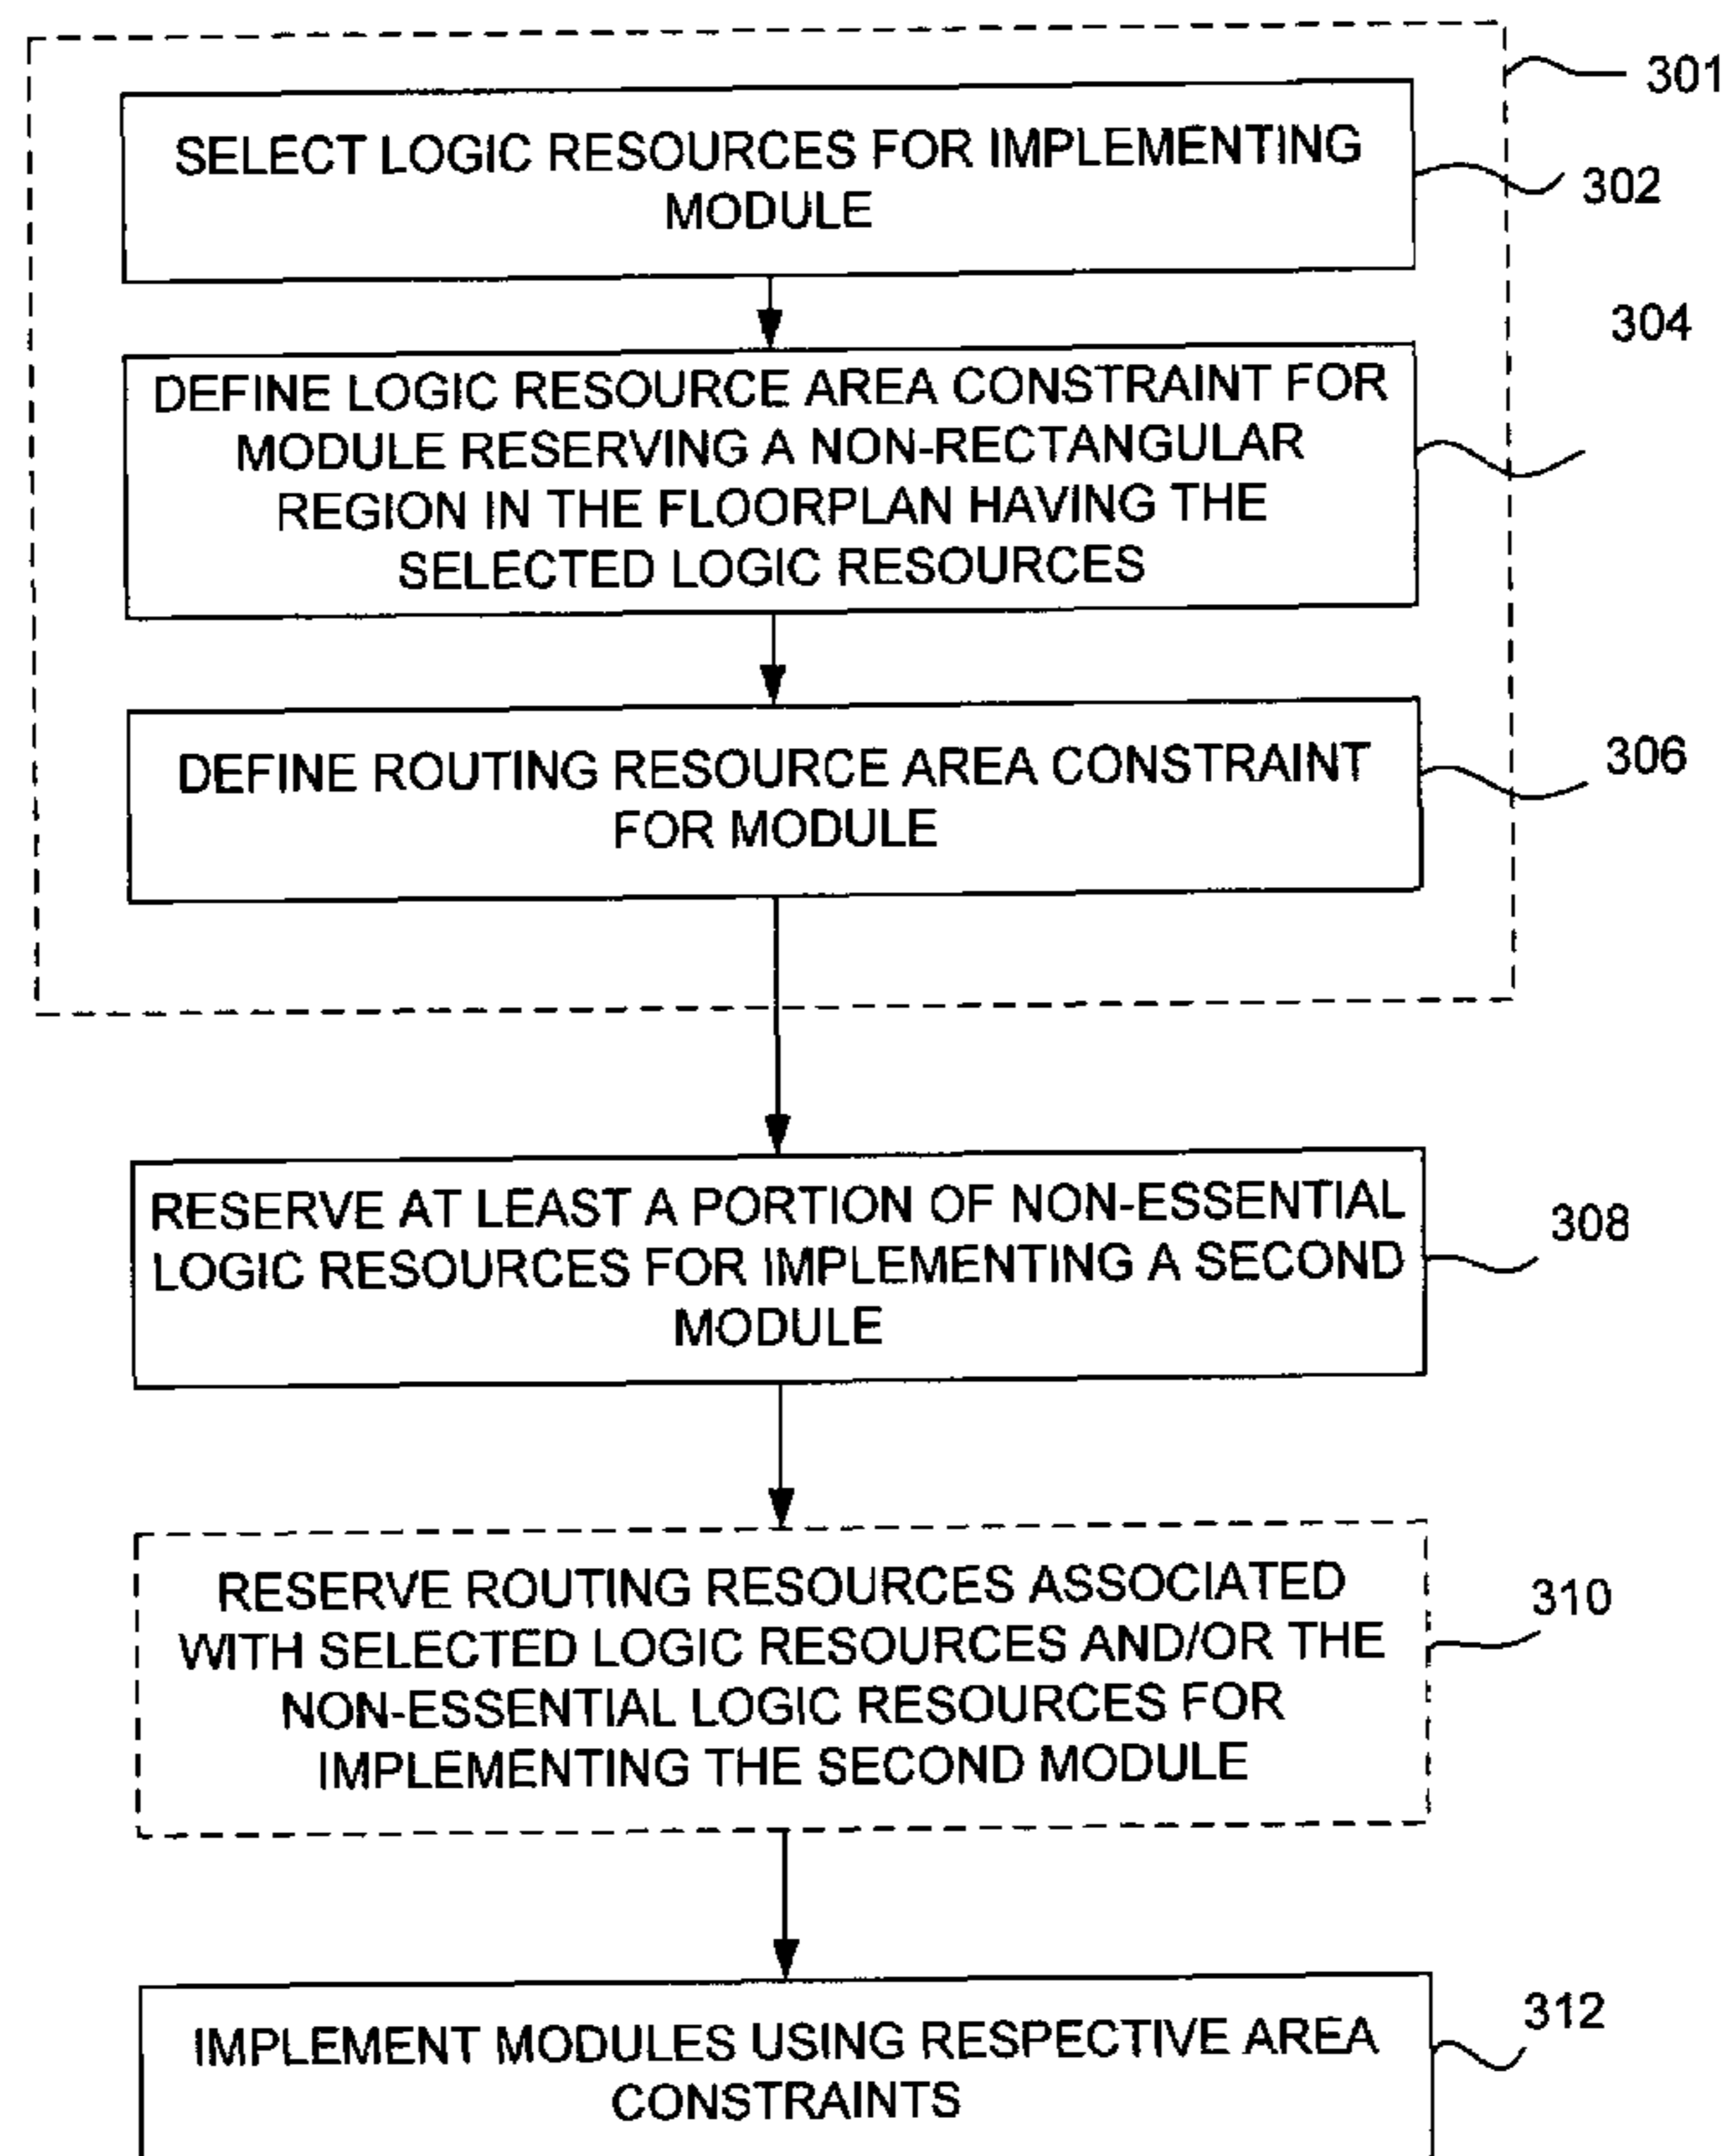 301
SELECT LOGIC RESOURCES FOR IMPLEMENTING
MODULE
302
304
DEFINE LOGIC RESOURCE AREA CONSTRAINT FOR
MODULE RESERVING A NON-RECTANGULAR
REGION IN THE FLOORPLAN HAVING THE
SELECTED LOGIC RESOURCES
DEFINE ROUTING RESOURCE AREA CONSTRAINT
FOR MODULE
306
RESERVE AT LEAST A PORTION OF NON-ESSENTIAL
LOGIC RESOURCES FOR IMPLEMENTING A SECOND
MODULE
308
RESERVE ROUTING RESOURCES ASSOCIATED
WITH SELECTED LOGIC RESOURCES AND/OR THE
NON-ESSENTIAL LOGIC RESOURCES FOR
IMPLEMENTING THE SECOND MODULE
310
IMPLEMENT MODULES USING RESPECTIVE AREA
CONSTRAINTS
312